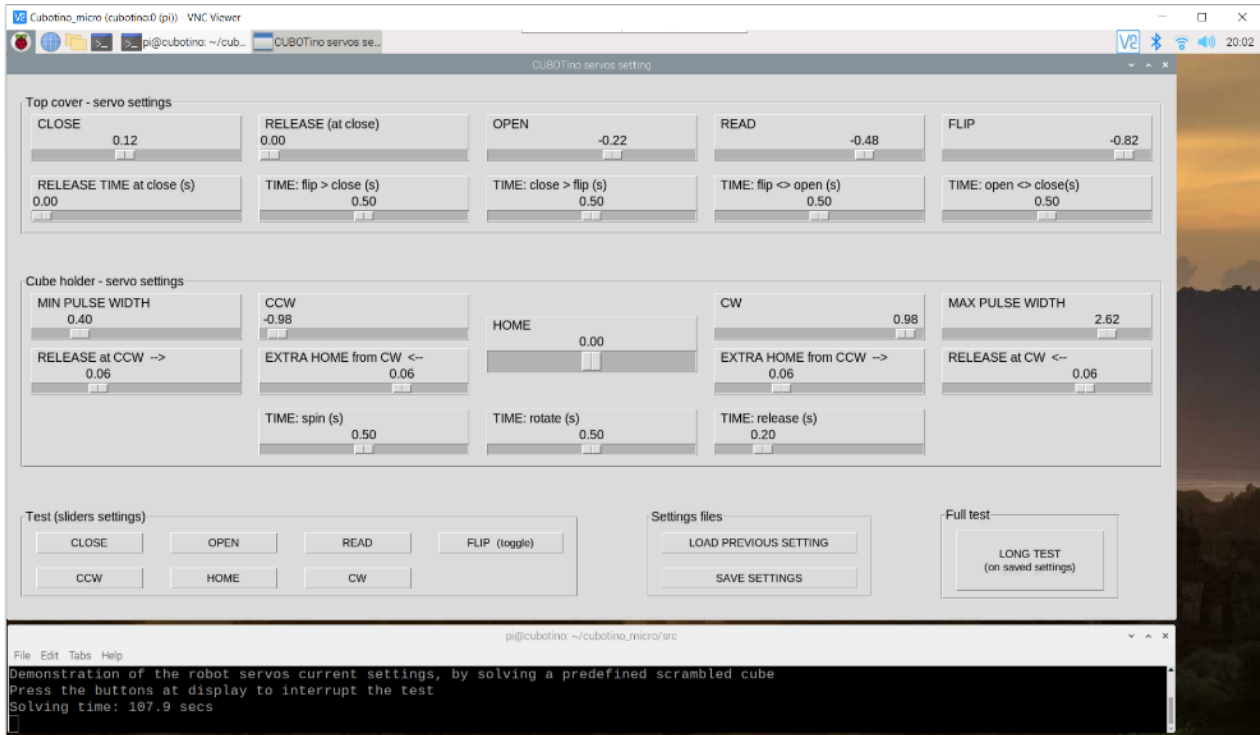 Cubotino_micro (cubotino:0 (pi)) - VNC Viewer
pi@cubotino: ~/cub... CUBOTino servos se... 20:02
CUBOTino servos setting
Top cover - servo settings
CLOSE RELEASE (at close) OPEN READ FLIP
0.12 0.00 -0.22 -0.48 -0.82
RELEASE TIME at close (s) TIME: flip > close (s) TIME: close > flip (s) TIME: flip <> open (s) TIME: open <> close(s)
0.00 0.50 0.50 0.50 0.50
Cube holder - servo settings
MIN PULSE WIDTH CCW CW MAX PULSE WIDTH
0.40 -0.98 0.98 2.62
HOME
0.00
RELEASE at CCW --> EXTRA HOME from CW <-- EXTRA HOME from CCW --> RELEASE at CW <--
0.06 0.06 0.06 0.06
TIME: spin (s) TIME: rotate (s) TIME: release (s)
0.50 0.50 0.20
Test (sliders settings) Settings files Full test
CLOSE OPEN READ FLIP (toggle) LOAD PREVIOUS SETTING
LONG TEST
(on saved settings)
CCW HOME CW SAVE SETTINGS
pi@cubotino: ~/cubotino_micro/src
File Edit Tabs Help
Demonstration of the robot servos current settings, by solving a predefined scrambled cube
Press the buttons at display to interrupt the test
Solving time: 107.9 secs